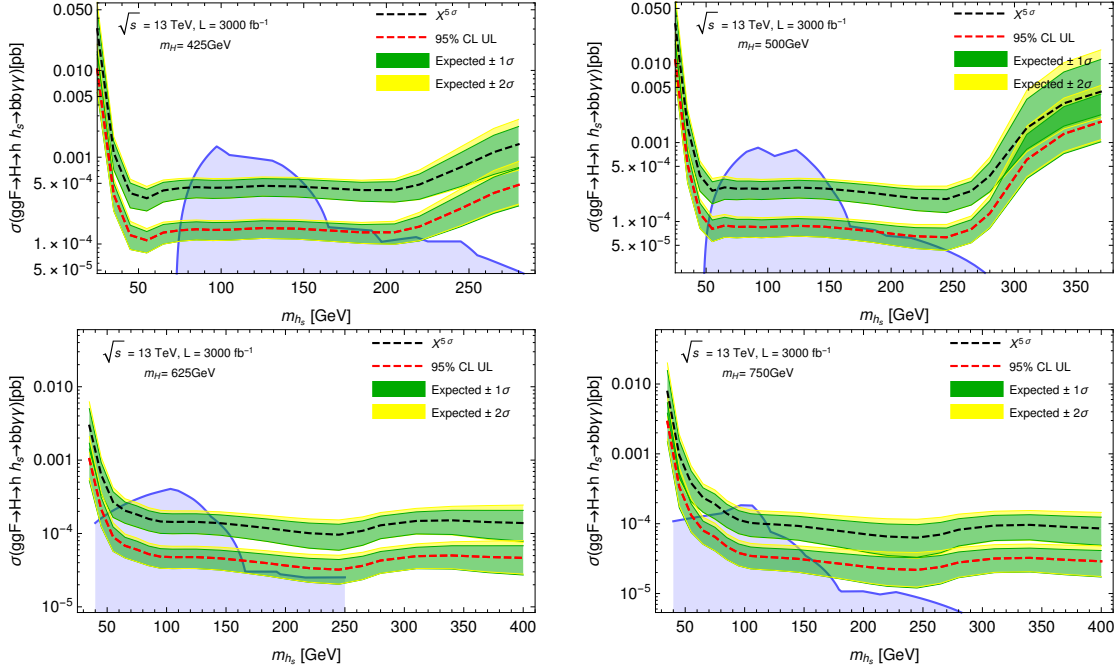 σ(ggF→H→h h_s→bbγγ)[pb]
0.050
0.010
0.005
0.001
5.×10⁻⁴
1.×10⁻⁴
5.×10⁻⁵
√s = 13 TeV, L = 3000 fb⁻¹
m_H= 425GeV
X^5σ
95% CL UL
Expected ± 1σ
Expected ± 2σ
50 100 150 200 250
m_h_s [GeV]
σ(ggF→H→h h_s→bbγγ)[pb]
0.050
0.010
0.005
0.001
5.×10⁻⁴
1.×10⁻⁴
5.×10⁻⁵
√s = 13 TeV, L = 3000 fb⁻¹
m_H= 500GeV
X^5σ
95% CL UL
Expected ± 1σ
Expected ± 2σ
50 100 150 200 250 300 350
m_h_s [GeV]
σ(ggF→H→h h_s→bbγγ)[pb]
0.010
0.001
10⁻⁴
10⁻⁵
√s = 13 TeV, L = 3000 fb⁻¹
m_H= 625GeV
X^5σ
95% CL UL
Expected ± 1σ
Expected ± 2σ
50 100 150 200 250 300 350 400
m_h_s [GeV]
σ(ggF→H→h h_s→bbγγ)[pb]
0.010
0.001
10⁻⁴
10⁻⁵
√s = 13 TeV, L = 3000 fb⁻¹
m_H= 750GeV
X^5σ
95% CL UL
Expected ± 1σ
Expected ± 2σ
50 100 150 200 250 300 350 400
m_h_s [GeV]